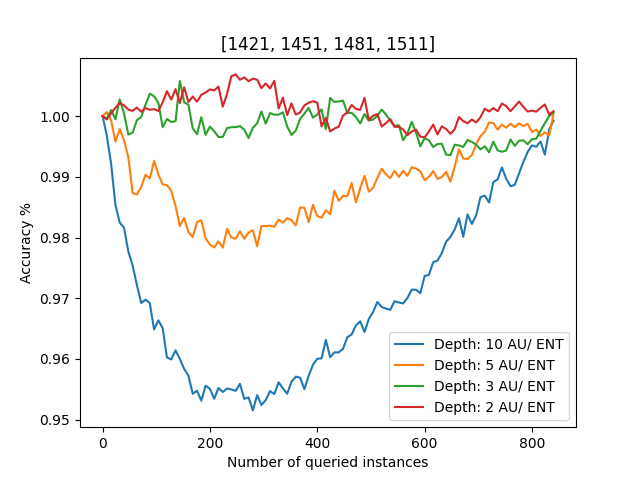 [1421, 1451, 1481, 1511]
Accuracy %
1.00
0.99
0.98
0.97
0.96
0.95
0
200
400
600
800
Number of queried instances
Depth: 10 AU/ ENT
Depth: 5 AU/ ENT
Depth: 3 AU/ ENT
Depth: 2 AU/ ENT